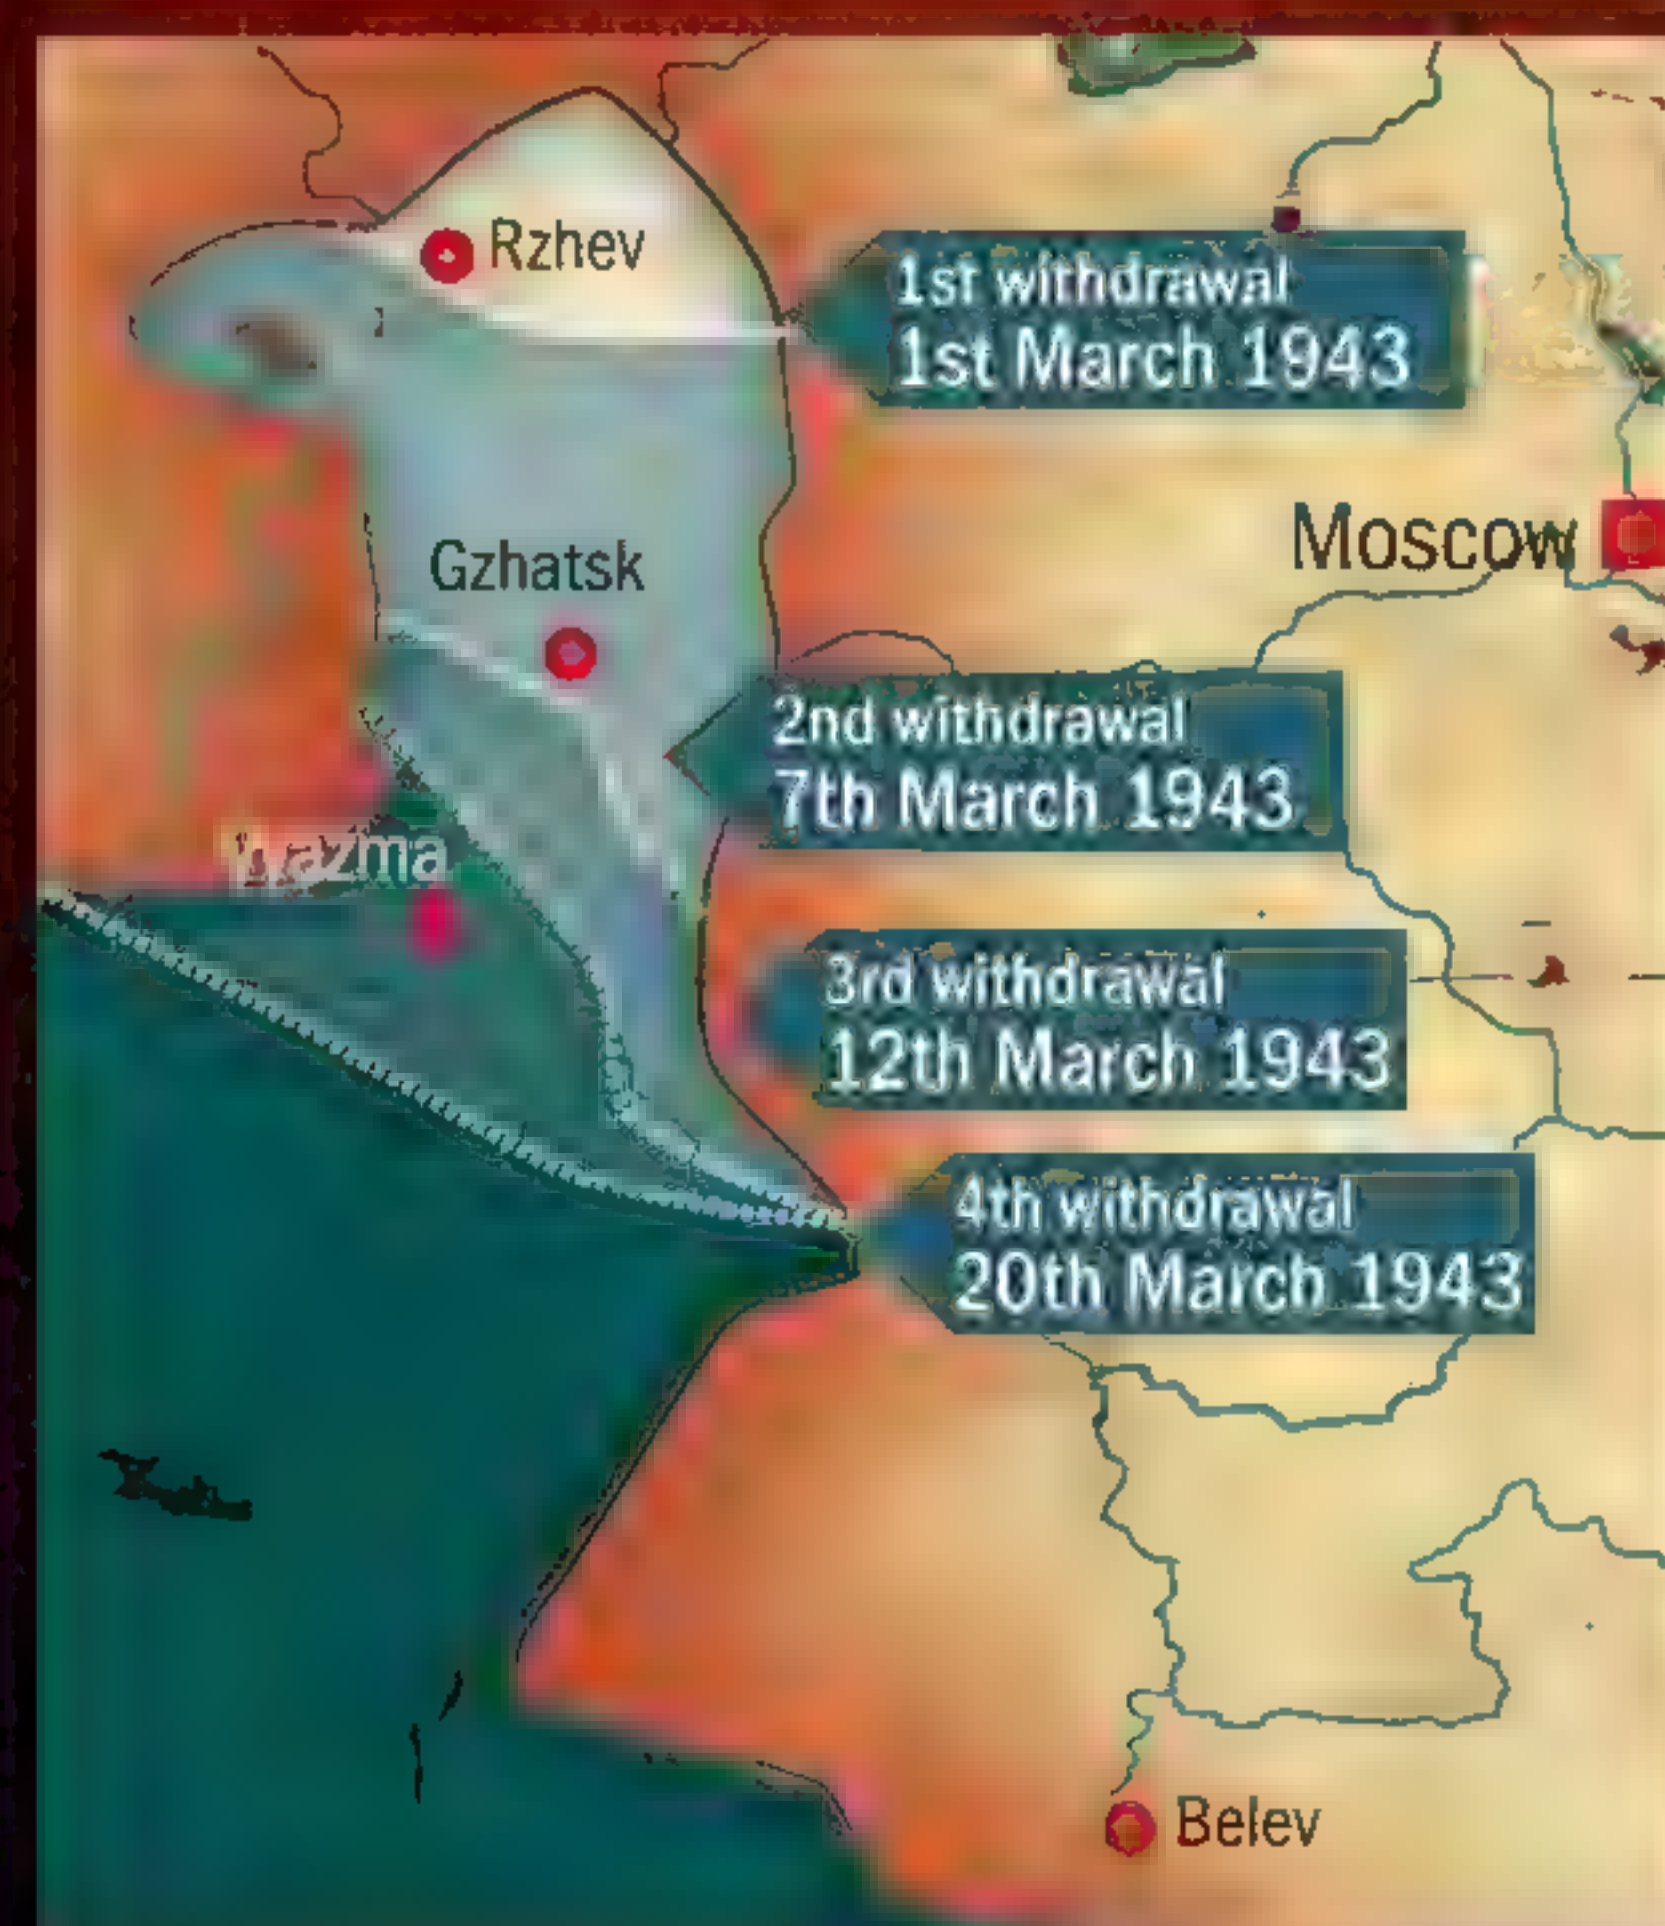 Rzhev
1st withdrawal
1st March 1943
Moscow
Gzhatsk
2nd withdrawal
7th March 1943
3rd withdrawal
12th March 1943
4th withdrawal
20th March 1943
Belev